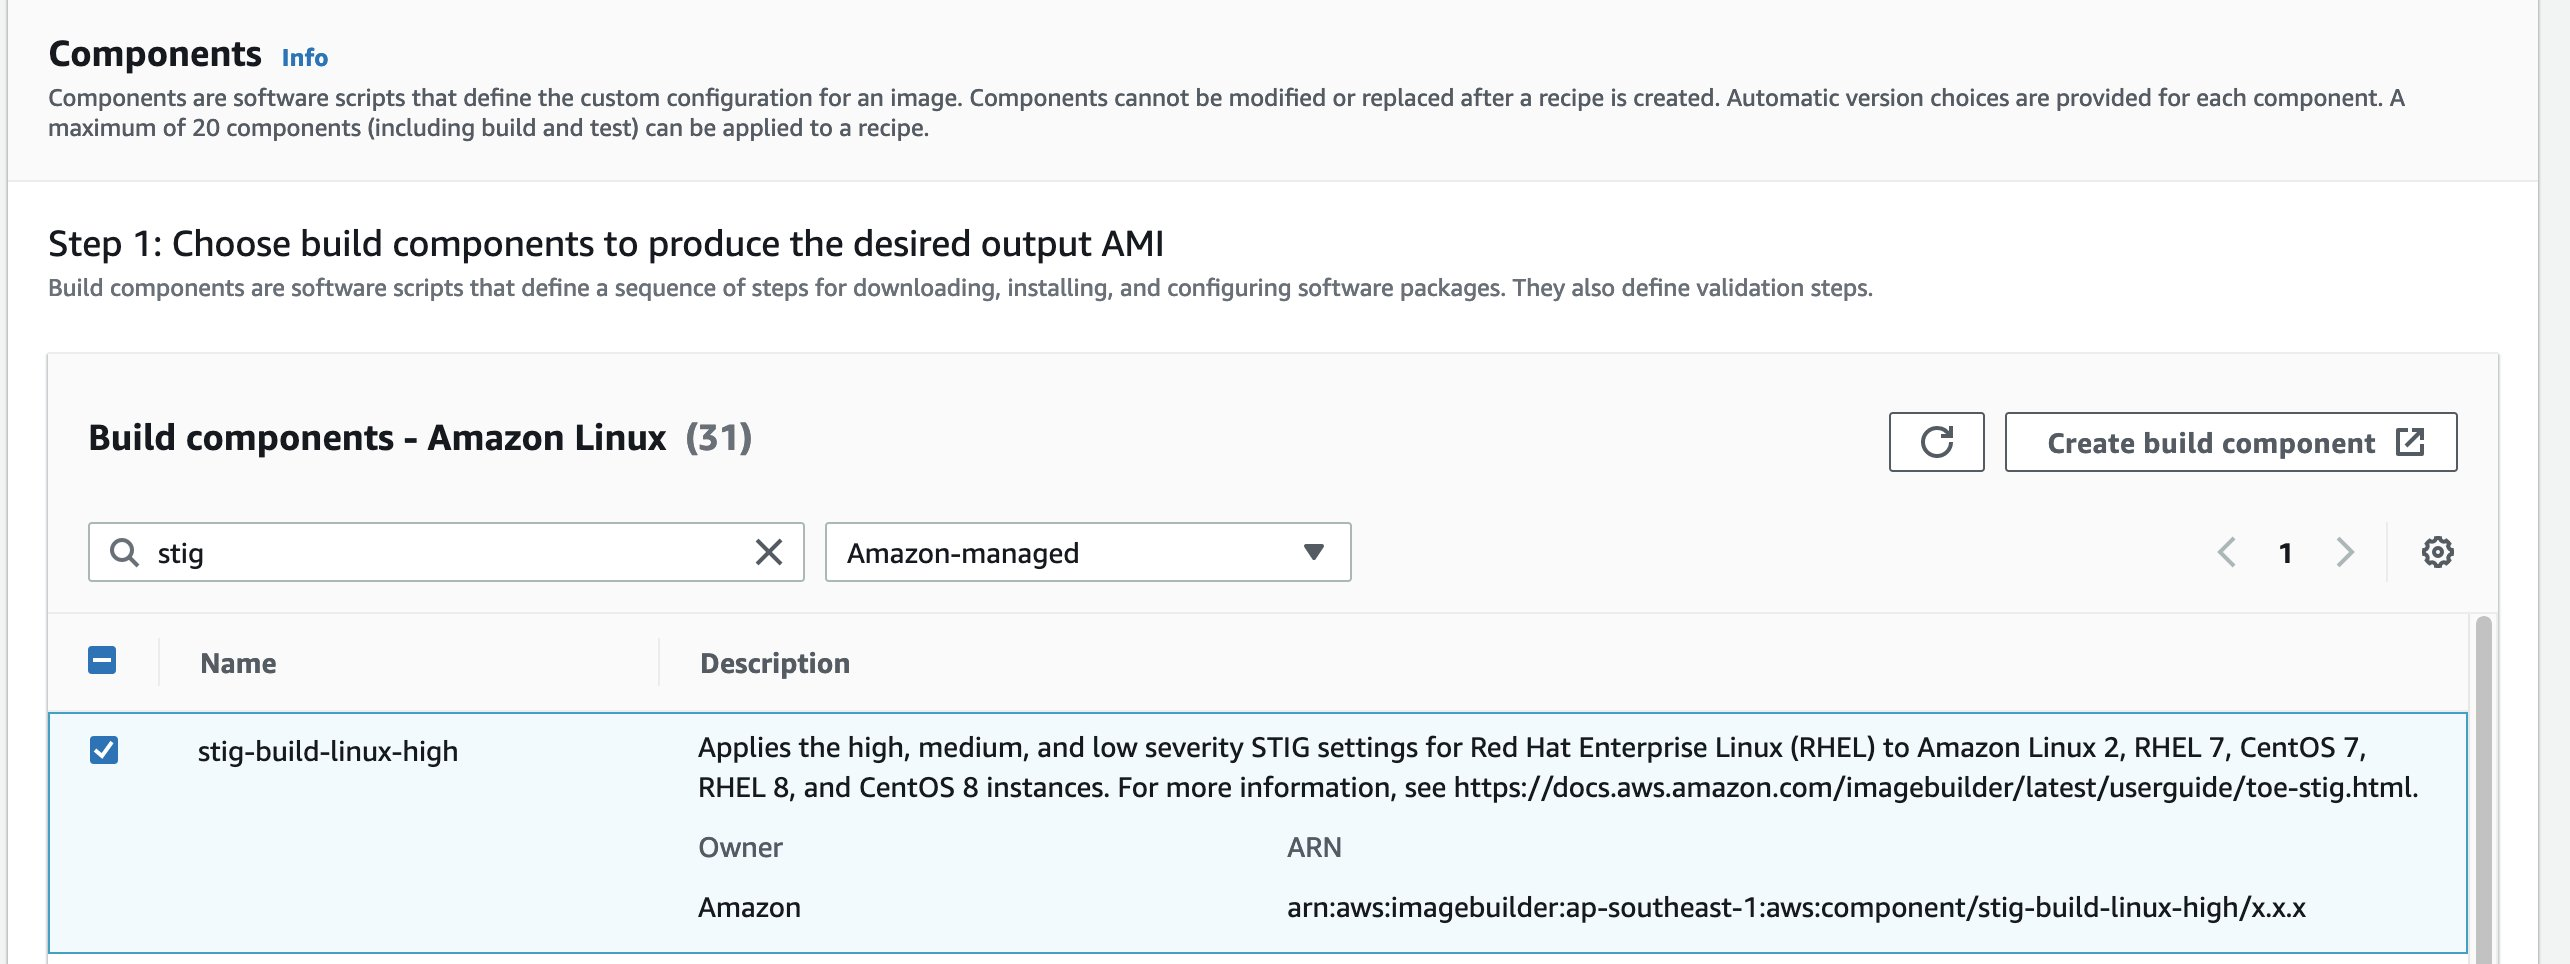 Components Info
Components are software scripts that define the custom configuration for an image. Components cannot be modified or replaced after a recipe is created. Automatic version choices are provided for each component. A
maximum of 20 components (including build and test) can be applied to a recipe.
Step 1: Choose build components to produce the desired output AMI
Build components are software scripts that define a sequence of steps for downloading, installing, and configuring software packages. They also define validation steps.
Build components - Amazon Linux (31)
Create build component
stig
Amazon-managed
1
Name
Description
stig-build-linux-high
Applies the high, medium, and low severity STIG settings for Red Hat Enterprise Linux (RHEL) to Amazon Linux 2, RHEL 7, CentOS 7,
RHEL 8, and CentOS 8 instances. For more information, see https://docs.aws.amazon.com/imagebuilder/latest/userguide/toe-stig.html.
Owner
ARN
Amazon
arn:aws:imagebuilder:ap-southeast-1:aws:component/stig-build-linux-high/x.x.x